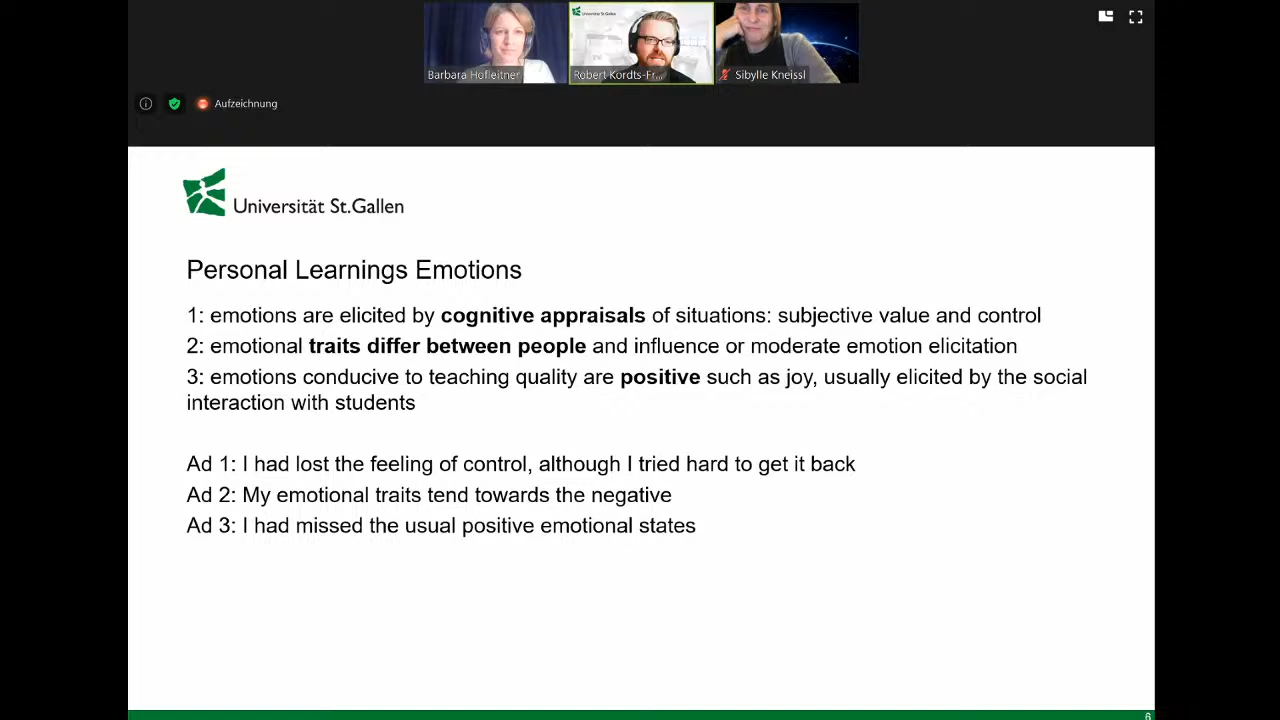 Universität St.Gallen
Barbara Hofleitner
Robert Kordts-Fr...
Sibylle Kneissl
Aufzeichnung
Universität St.Gallen
Personal Learnings Emotions
1: emotions are elicited by cognitive appraisals of situations: subjective value and control
2: emotional traits differ between people and influence or moderate emotion elicitation
3: emotions conducive to teaching quality are positive such as joy, usually elicited by the social
interaction with students
Ad 1: I had lost the feeling of control, although I tried hard to get it back
Ad 2: My emotional traits tend towards the negative
Ad 3: I had missed the usual positive emotional states
6